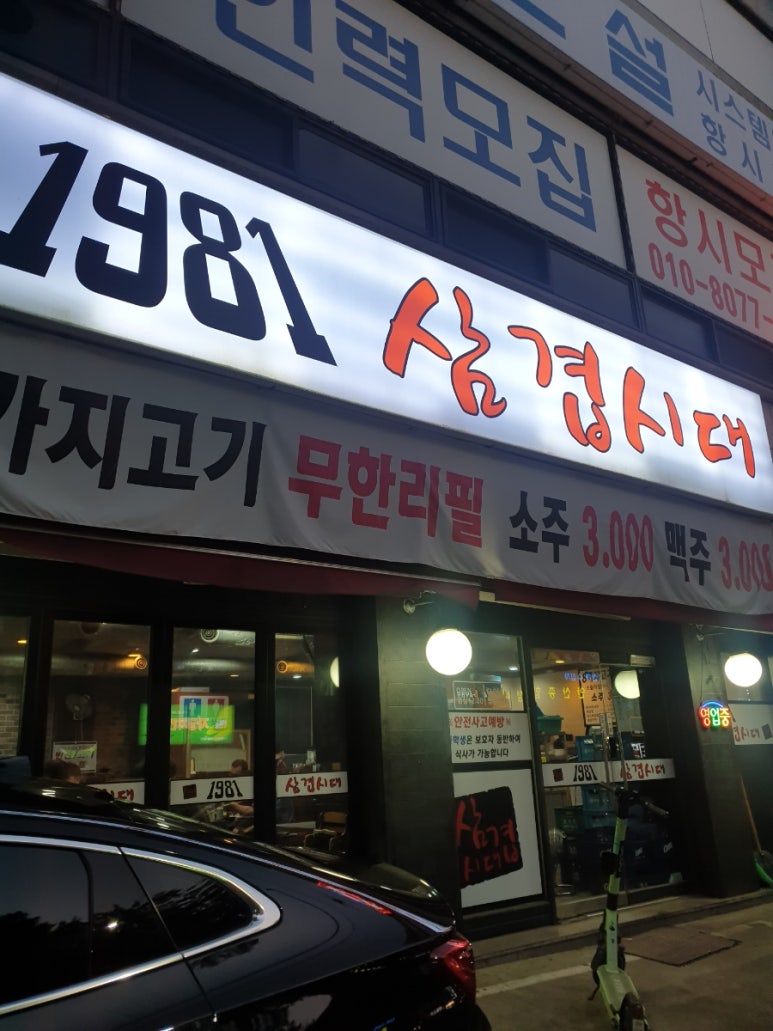 인력모집
설
시스템
항시
항시모
010-8077-
1981 삼겹시대
가지고기 무한리필 소주 3.000 맥주 3.00
안전사고예방
학생은 보호자 동반하여
식사가 가능합니다
영업중
1981 삼겹시대
1981 삼겹시대
삼겹
시대